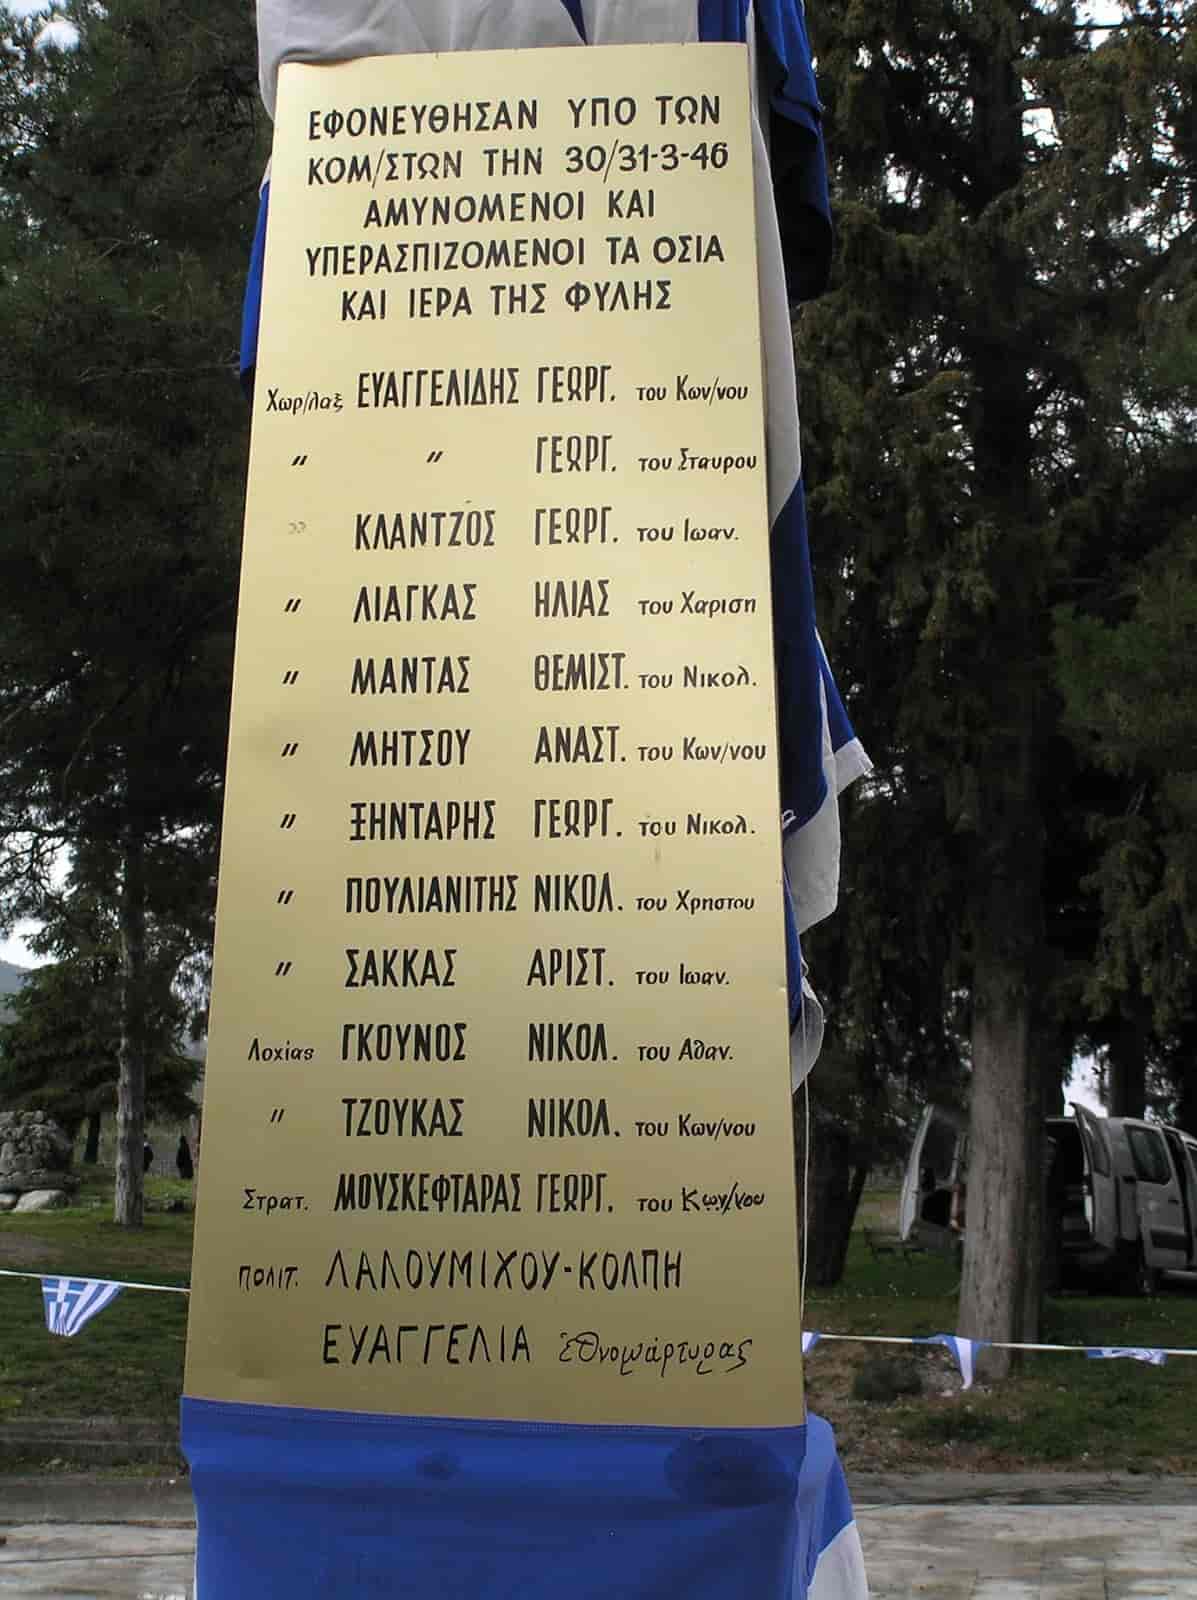 ΕΦΟΝΕΥΘΗΣΑΝ ΥΠΟ ΤΩΝ
ΚΟΜ/ΣΤΩΝ ΤΗΝ 30/31-3-46
ΑΜΥΝΟΜΕΝΟΙ ΚΑΙ
ΥΠΕΡΑΣΠΙΖΟΜΕΝΟΙ ΤΑ ΟΣΙΑ
ΚΑΙ ΙΕΡΑ ΤΗΣ ΦΥΛΗΣ
Χωρ/λαξ ΕΥΑΓΓΕΛΙΔΗΣ ΓΕΩΡΓ. του Κων/νου
" " ΓΕΩΡΓ. του Σταυρου
" ΚΛΑΝΤΖΟΣ ΓΕΩΡΓ. του Ιωαν.
" ΛΙΑΓΚΑΣ ΗΛΙΑΣ του Χαριση
" ΜΑΝΤΑΣ ΘΕΜΙΣΤ. του Νικολ.
" ΜΗΤΣΟΥ ΑΝΑΣΤ. του Κων/νου
" ΞΗΝΤΑΡΗΣ ΓΕΩΡΓ. του Νικολ.
" ΠΟΥΛΙΑΝΙΤΗΣ ΝΙΚΟΛ. του Χρηστου
" ΣΑΚΚΑΣ ΑΡΙΣΤ. του Ιωαν.
Λοχίας ΓΚΟΥΝΟΣ ΝΙΚΟΛ. του Αθαν.
" ΤΖΟΥΚΑΣ ΝΙΚΟΛ. του Κων/νου
Στρατ. ΜΟΥΣΚΕΦΤΑΡΑΣ ΓΕΩΡΓ. του Κων/νου
πολιτ. ΛΑΛΟΥΜΙΧΟΥ-ΚΟΛΠΗ
ΕΥΑΓΓΕΛΙΑ ἐθνομάρτυρας